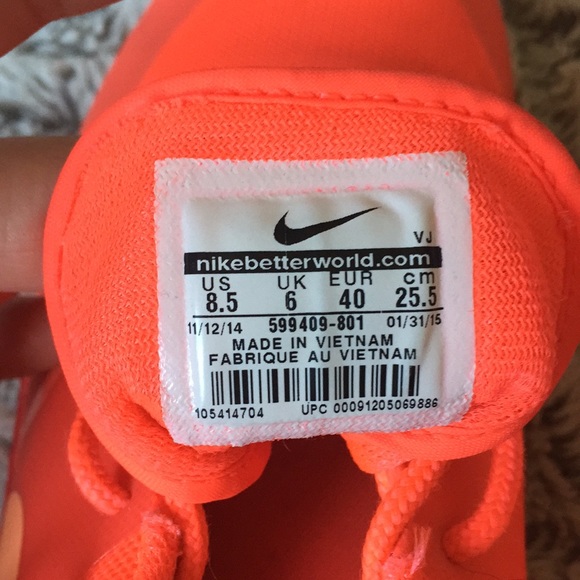 VJ
nikebetterworld.com
US UK EUR cm
8.5 6 40 25.5
11/12/14 599409-801 01/31/15
MADE IN VIETNAM
FABRIQUE AU VIETNAM
105414704 UPC 00091205069886